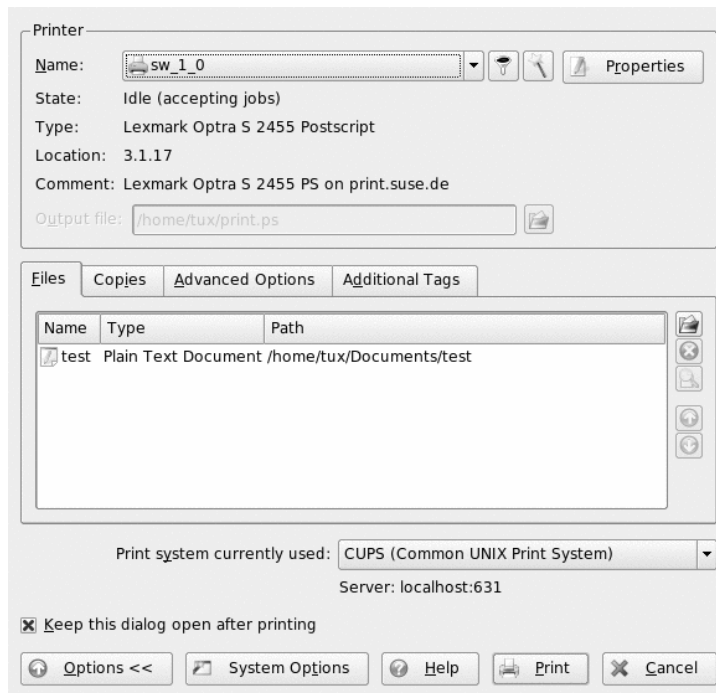 Printer
Name: sw_1_0 Properties
State: Idle (accepting jobs)
Type: Lexmark Optra S 2455 Postscript
Location: 3.1.17
Comment: Lexmark Optra S 2455 PS on print.suse.de
Output file: /home/tux/print.ps
Files Copies Advanced Options Additional Tags
Name Type Path
test Plain Text Document /home/tux/Documents/test
Print system currently used: CUPS (Common UNIX Print System)
Server: localhost:631
Keep this dialog open after printing
Options << System Options Help Print Cancel